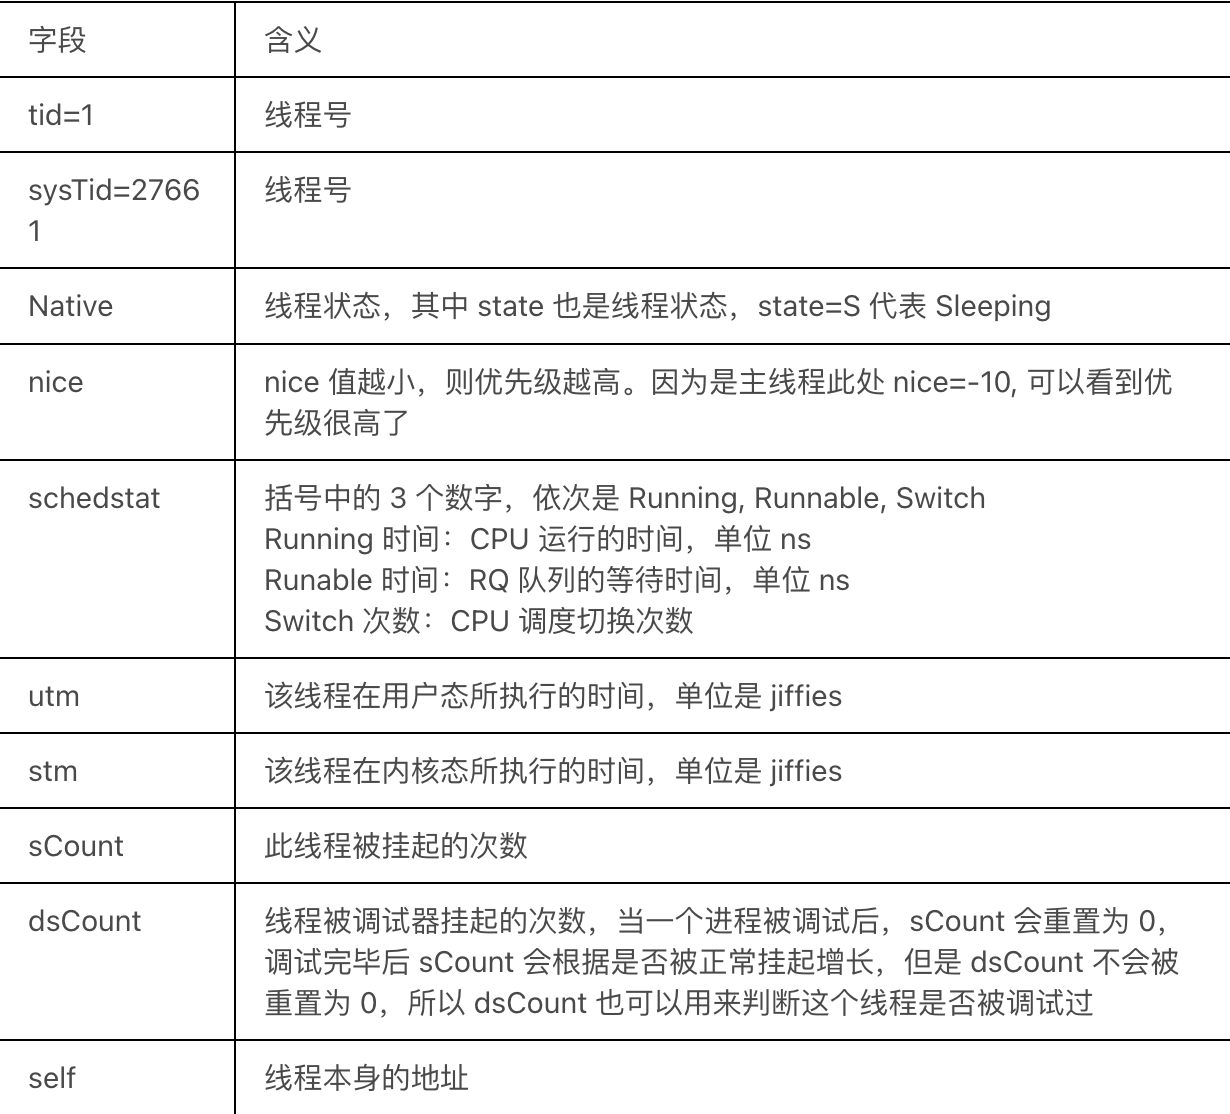 字段
含义
tid=1
线程号
sysTid=2766
1
线程号
Native
线程状态，其中 state 也是线程状态，state=S 代表 Sleeping
nice
nice 值越小，则优先级越高。因为是主线程此处 nice=-10, 可以看到优
先级很高了
schedstat
括号中的 3 个数字，依次是 Running, Runnable, Switch
Running 时间：CPU 运行的时间，单位 ns
Runable 时间：RQ 队列的等待时间，单位 ns
Switch 次数：CPU 调度切换次数
utm
该线程在用户态所执行的时间，单位是 jiffies
stm
该线程在内核态所执行的时间，单位是 jiffies
sCount
此线程被挂起的次数
dsCount
线程被调试器挂起的次数，当一个进程被调试后，sCount 会重置为 0，
调试完毕后 sCount 会根据是否被正常挂起增长，但是 dsCount 不会被
重置为 0，所以 dsCount 也可以用来判断这个线程是否被调试过
self
线程本身的地址